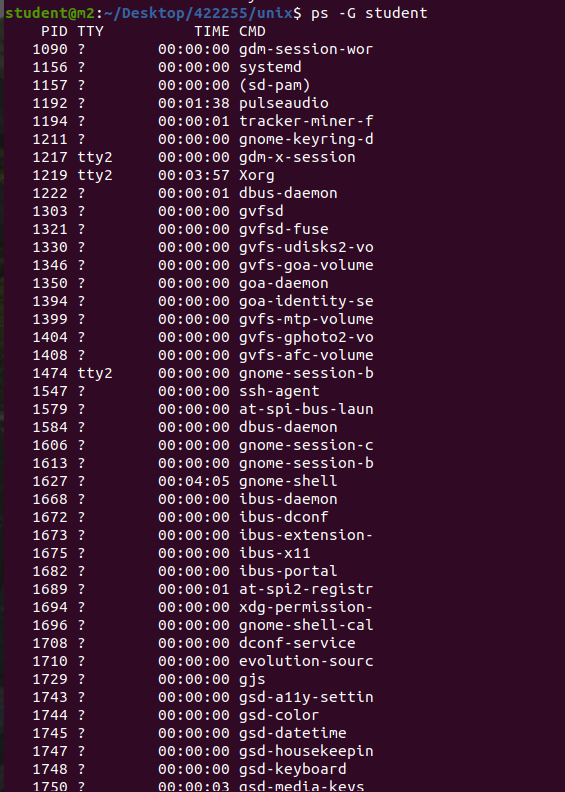 student@m2:~/Desktop/422255/unix$ ps -G student
PID TTY TIME CMD
1090 ? 00:00:00 gdm-session-wor
1156 ? 00:00:00 systemd
1157 ? 00:00:00 (sd-pam)
1192 ? 00:01:38 pulseaudio
1194 ? 00:00:01 tracker-miner-f
1211 ? 00:00:00 gnome-keyring-d
1217 tty2 00:00:00 gdm-x-session
1219 tty2 00:03:57 Xorg
1222 ? 00:00:01 dbus-daemon
1303 ? 00:00:00 gvfsd
1321 ? 00:00:00 gvfsd-fuse
1330 ? 00:00:00 gvfs-udisks2-vo
1346 ? 00:00:00 gvfs-goa-volume
1350 ? 00:00:00 goa-daemon
1394 ? 00:00:00 goa-identity-se
1399 ? 00:00:00 gvfs-mtp-volume
1404 ? 00:00:00 gvfs-gphoto2-vo
1408 ? 00:00:00 gvfs-afc-volume
1474 tty2 00:00:00 gnome-session-b
1547 ? 00:00:00 ssh-agent
1579 ? 00:00:00 at-spi-bus-laun
1584 ? 00:00:00 dbus-daemon
1606 ? 00:00:00 gnome-session-c
1613 ? 00:00:00 gnome-session-b
1627 ? 00:04:05 gnome-shell
1668 ? 00:00:00 ibus-daemon
1672 ? 00:00:00 ibus-dconf
1673 ? 00:00:00 ibus-extension-
1675 ? 00:00:00 ibus-x11
1682 ? 00:00:00 ibus-portal
1689 ? 00:00:01 at-spi2-registr
1694 ? 00:00:00 xdg-permission-
1696 ? 00:00:00 gnome-shell-cal
1708 ? 00:00:00 dconf-service
1710 ? 00:00:00 evolution-sourc
1729 ? 00:00:00 gjs
1743 ? 00:00:00 gsd-a11y-settin
1744 ? 00:00:00 gsd-color
1745 ? 00:00:00 gsd-datetime
1747 ? 00:00:00 gsd-housekeepin
1748 ? 00:00:00 gsd-keyboard
1750 ? 00:00:03 gsd-media-keys